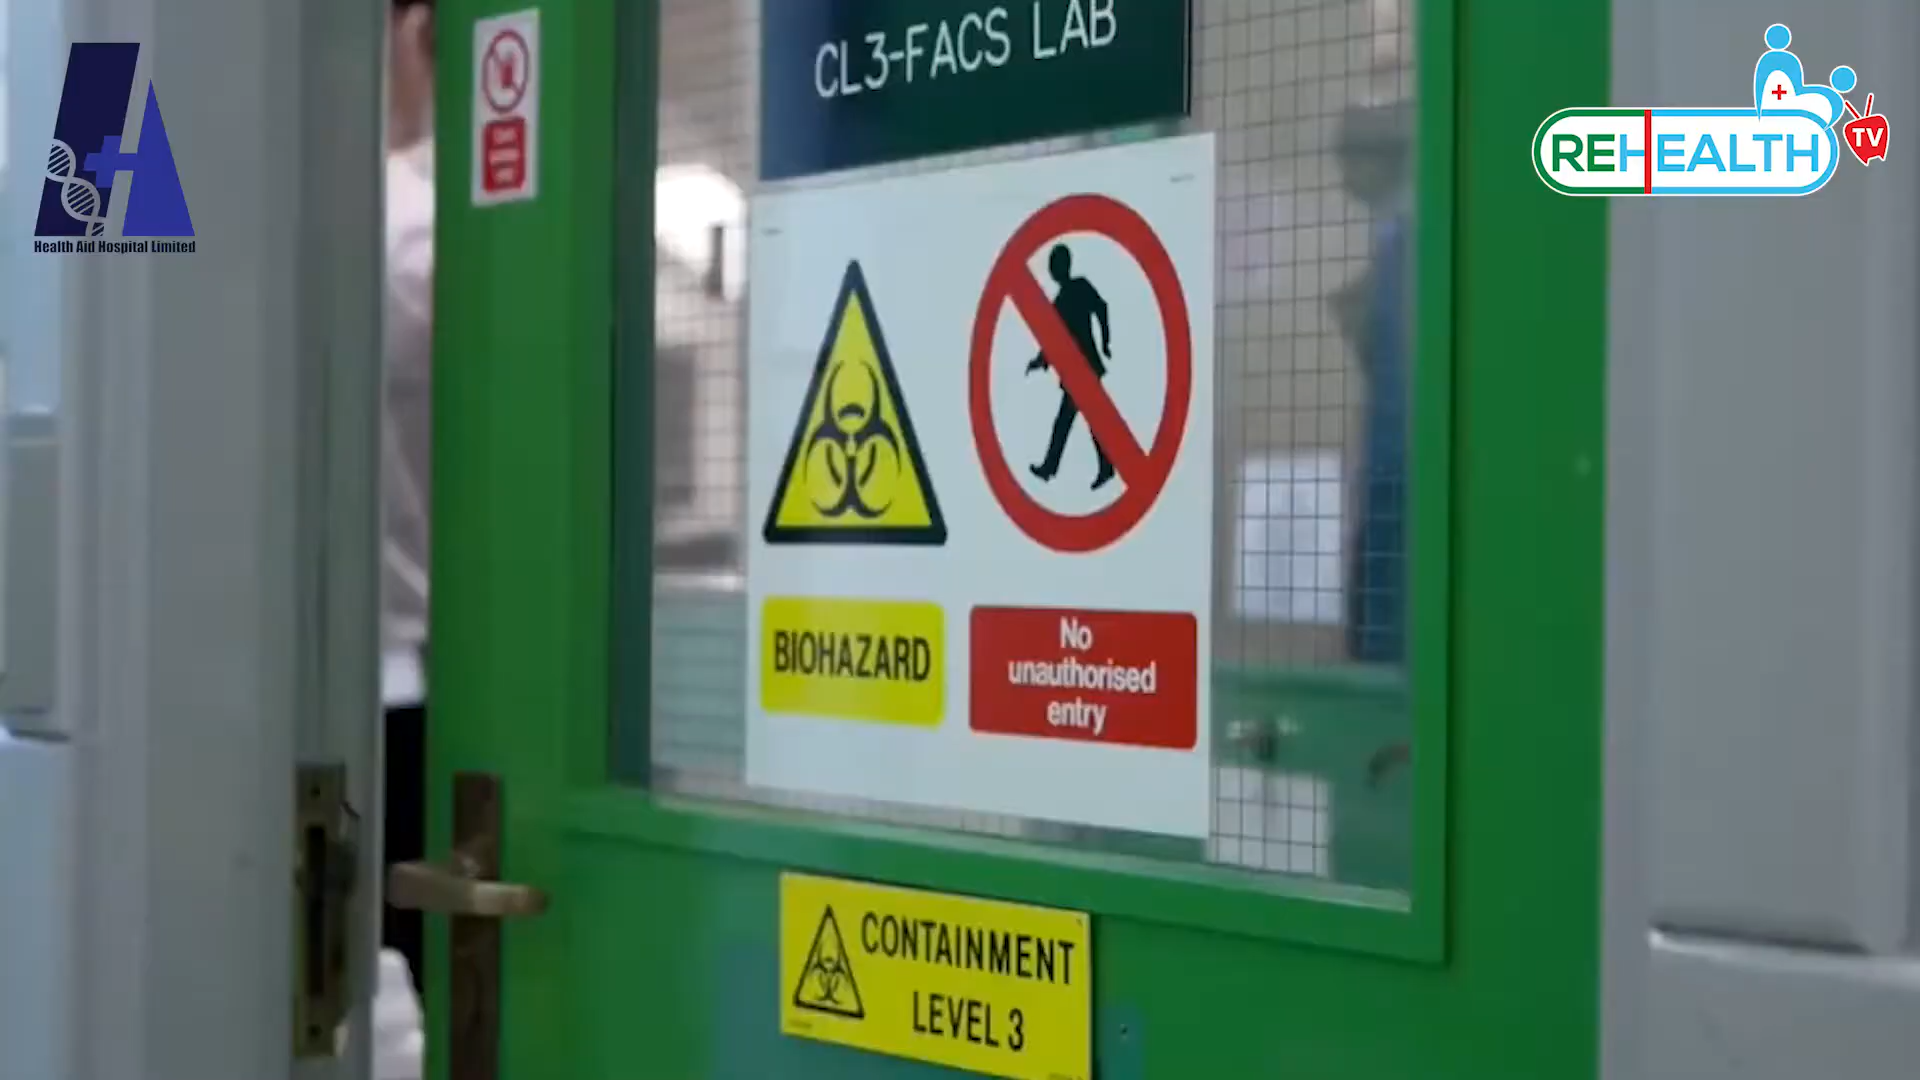 CL3-FACS LAB
BIOHAZARD
No
unauthorised
entry
CONTAINMENT
LEVEL 3
Health Aid Hospital Limited
REHEALTH
TV